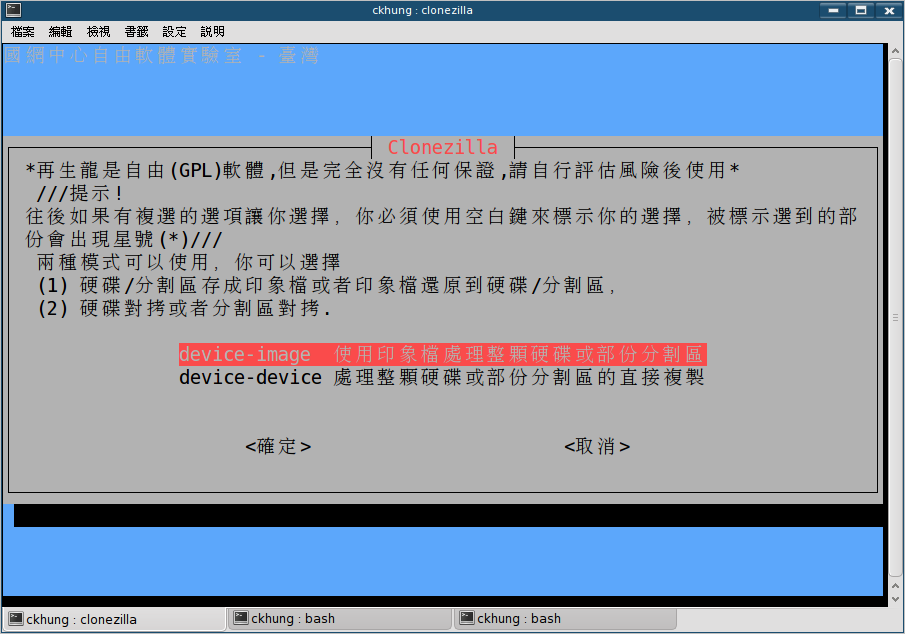 ckhung : clonezilla
檔案 編輯 檢視 書籤 設定 說明
國網中心自由軟體實驗室 - 臺灣
Clonezilla
*再生龍是自由(GPL)軟體,但是完全沒有任何保證,請自行評估風險後使用*
///提示!
往後如果有複選的選項讓你選擇, 你必須使用空白鍵來標示你的選擇, 被標示選到的部
份會出現星號(*)///
兩種模式可以使用, 你可以選擇
(1) 硬碟/分割區存成印象檔或者印象檔還原到硬碟/分割區,
(2) 硬碟對拷或者分割區對拷.
device-image 使用印象檔處理整顆硬碟或部份分割區
device-device 處理整顆硬碟或部份分割區的直接複製
<確定> <取消>
ckhung : clonezilla ckhung : bash ckhung : bash